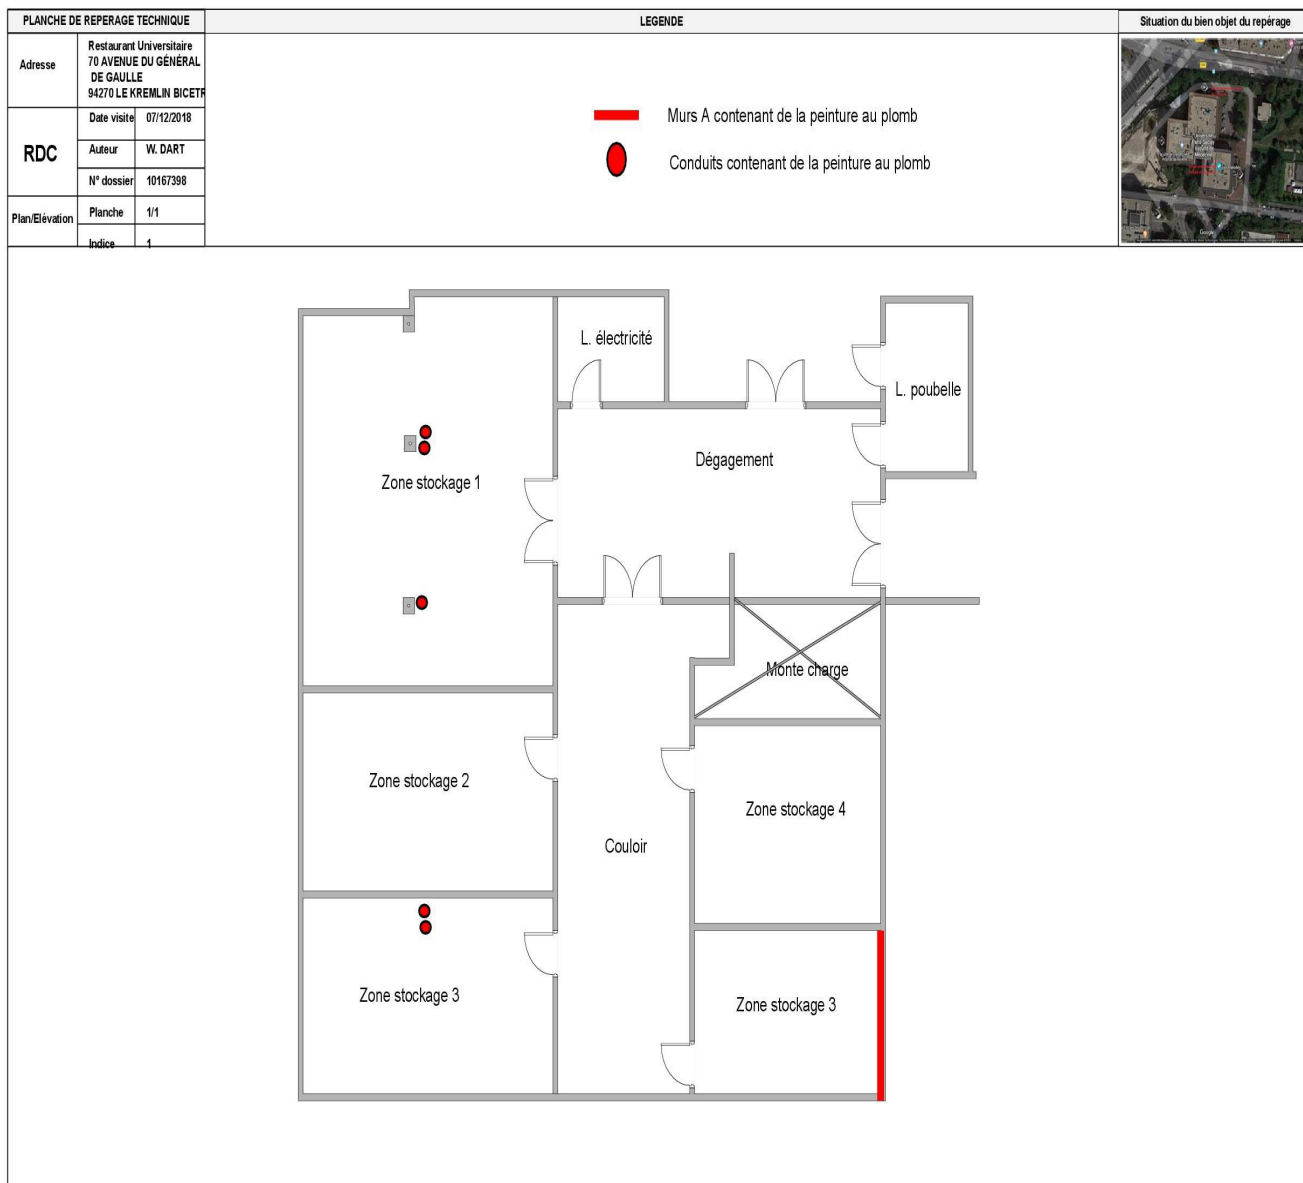 PLANCHE DE REPERAGE TECHNIQUE
LEGENDE
Situation du bien objet du repérage
Adresse
Restaurant Universitaire
70 AVENUE DU GÉNÉRAL
DE GAULLE
94270 LE KREMLIN BICETR
RDC
Date visite 07/12/2018
Auteur W. DART
N° dossier 10167398
Plan/Elévation
Planche 1/1
Indice 1
Murs A contenant de la peinture au plomb
Conduits contenant de la peinture au plomb
Google
L. électricité
L. poubelle
Dégagement
Zone stockage 1
Monte charge
Zone stockage 2
Zone stockage 4
Couloir
Zone stockage 3
Zone stockage 3